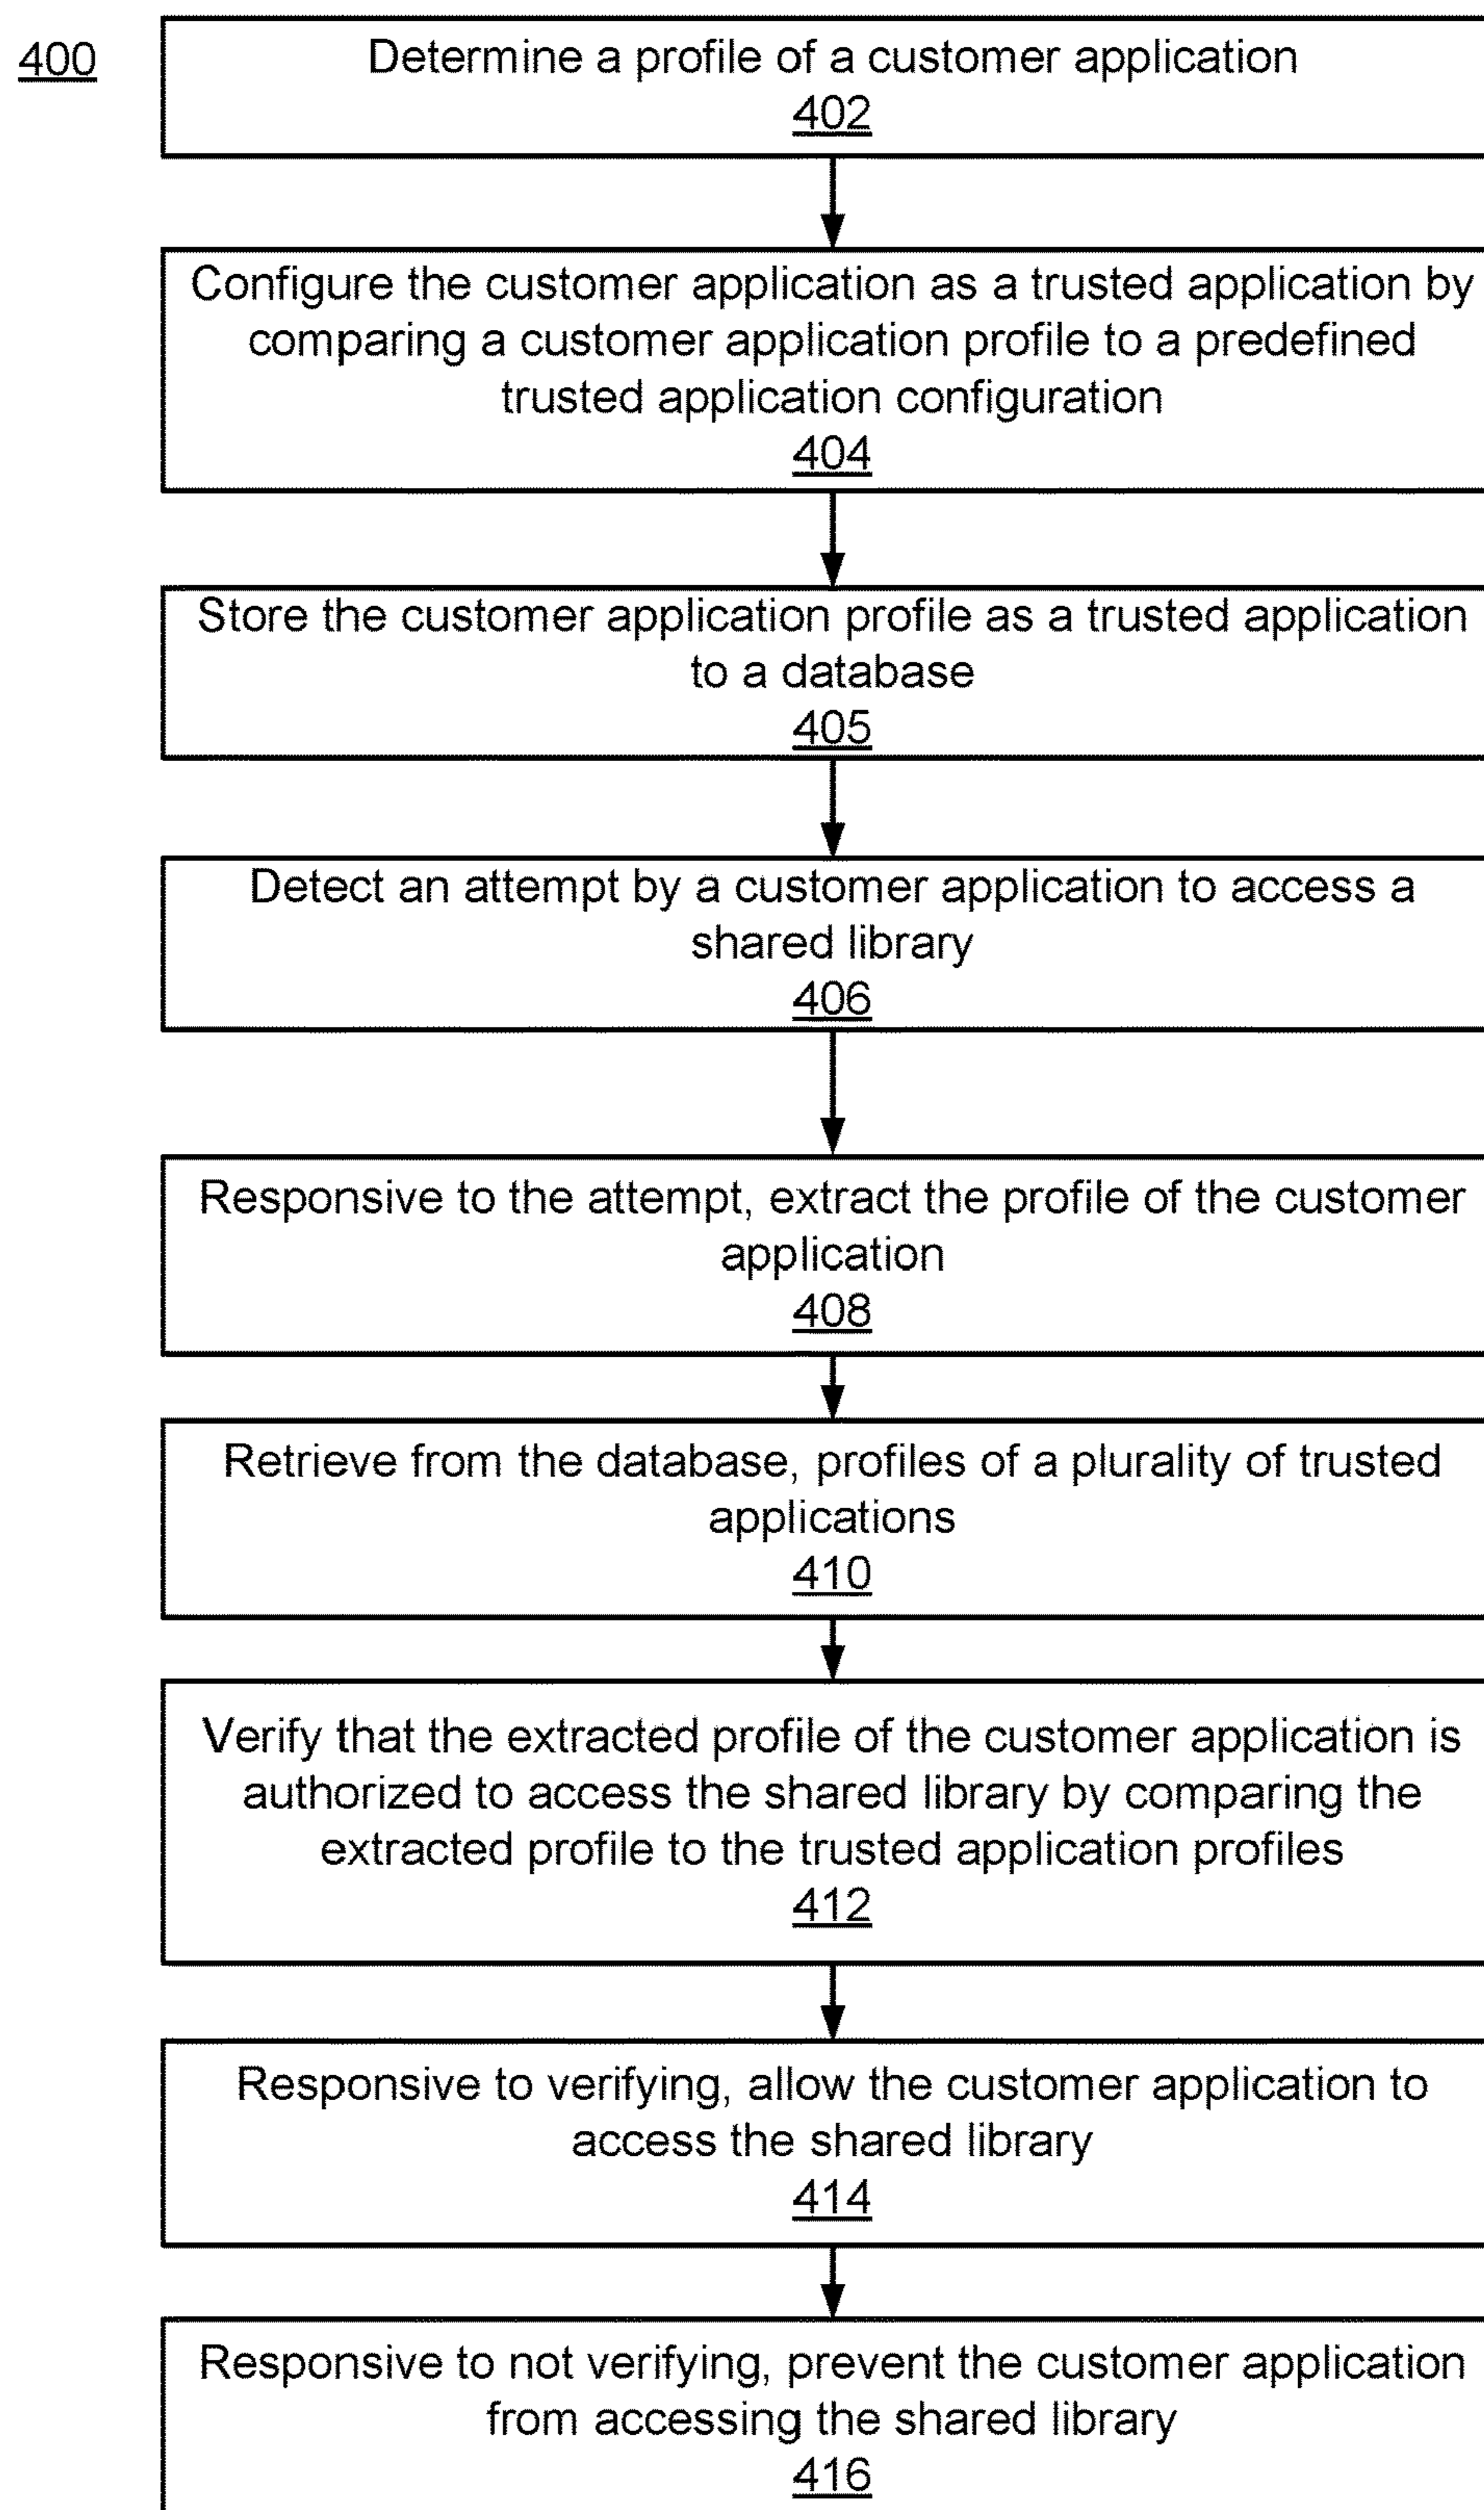 400
Determine a profile of a customer application
402
Configure the customer application as a trusted application by
comparing a customer application profile to a predefined
trusted application configuration
404
Store the customer application profile as a trusted application
to a database
405
Detect an attempt by a customer application to access a
shared library
406
Responsive to the attempt, extract the profile of the customer
application
408
Retrieve from the database, profiles of a plurality of trusted
applications
410
Verify that the extracted profile of the customer application is
authorized to access the shared library by comparing the
extracted profile to the trusted application profiles
412
Responsive to verifying, allow the customer application to
access the shared library
414
Responsive to not verifying, prevent the customer application
from accessing the shared library
416